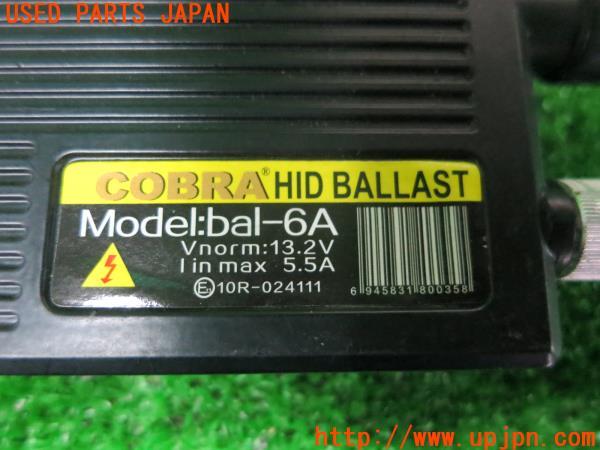 USED PARTS JAPAN
COBRA® HID BALLAST
Model:bal-6A
Vnorm:13.2V
I in max 5.5A
10R-024111
6 945831 800358
http://www.upjpn.com/